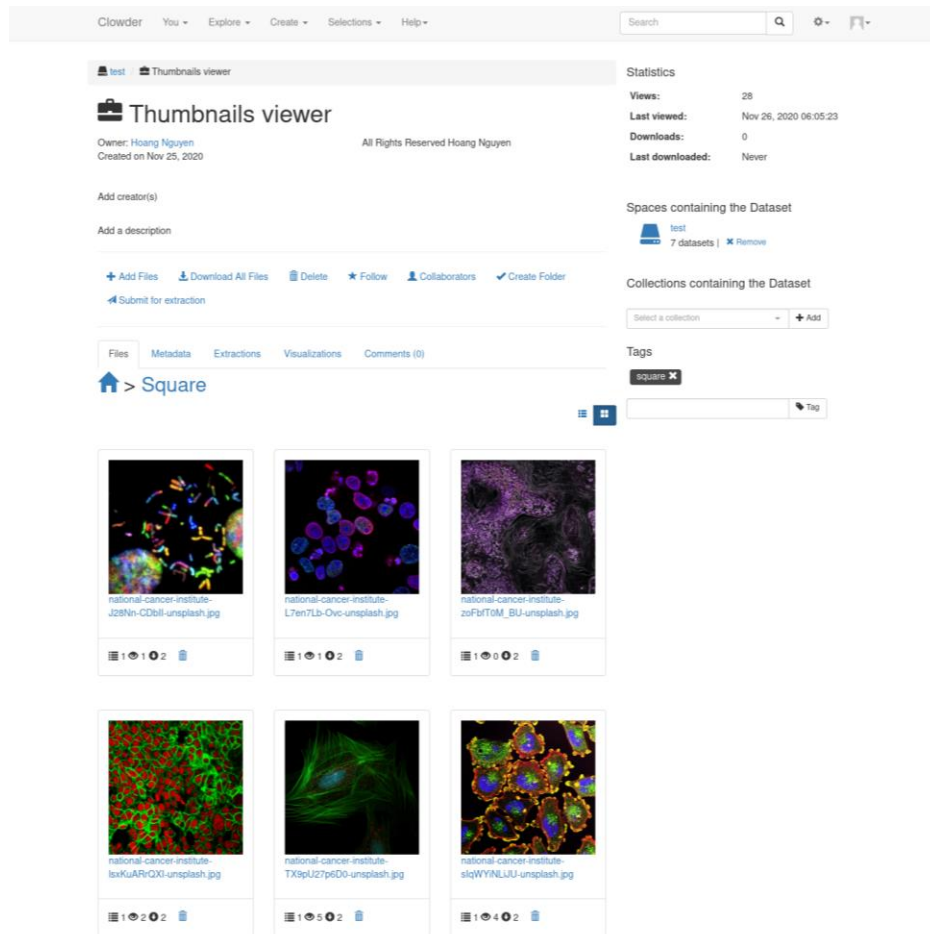 Clowder You Explore Create Selections Help Search
test / Thumbnails viewer
Thumbnails viewer
Owner: Hoang Nguyen All Rights Reserved Hoang Nguyen
Created on Nov 25, 2020
Add creator(s)
Add a description
Add Files Download All Files Delete Follow Collaborators Create Folder
Submit for extraction
Files Metadata Extractions Visualizations Comments (0)
> Square
national-cancer-institute-
J28Nn-CDbII-unsplash.jpg
1 1 2
national-cancer-institute-
L7en7Lb-Ovc-unsplash.jpg
1 1 2
national-cancer-institute-
zoFbfT0M_BU-unsplash.jpg
1 0 2
national-cancer-institute-
IsxKuARrQXI-unsplash.jpg
1 2 2
national-cancer-institute-
TX9pU27p6D0-unsplash.jpg
1 5 2
national-cancer-institute-
sIqWYiNLiJU-unsplash.jpg
1 4 2
Statistics
Views: 28
Last viewed: Nov 26, 2020 06:05:23
Downloads: 0
Last downloaded: Never
Spaces containing the Dataset
test
7 datasets | Remove
Collections containing the Dataset
Select a collection Add
Tags
square
Tag